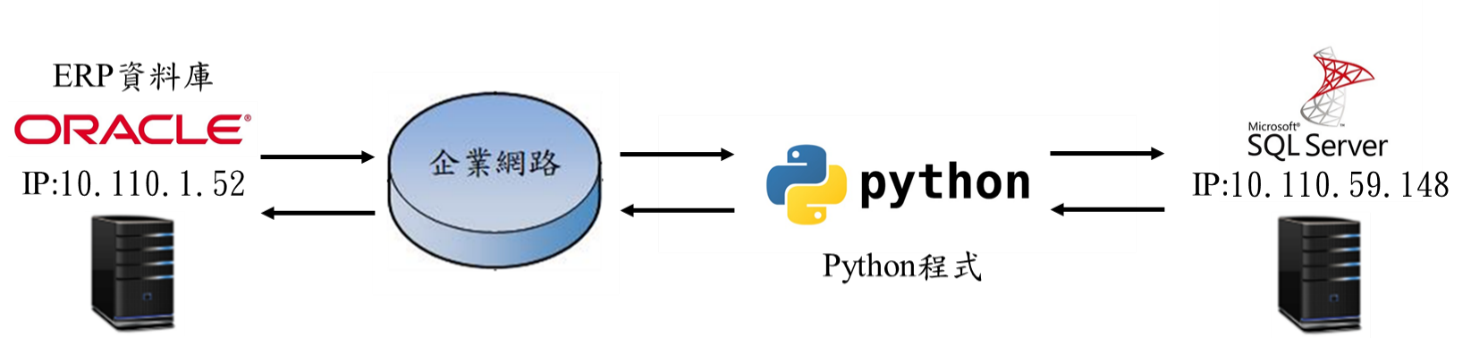 ERP資料庫
ORACLE®
IP:10.110.1.52
企業網路
python
Python程式
Microsoft®
SQL Server
IP:10.110.59.148